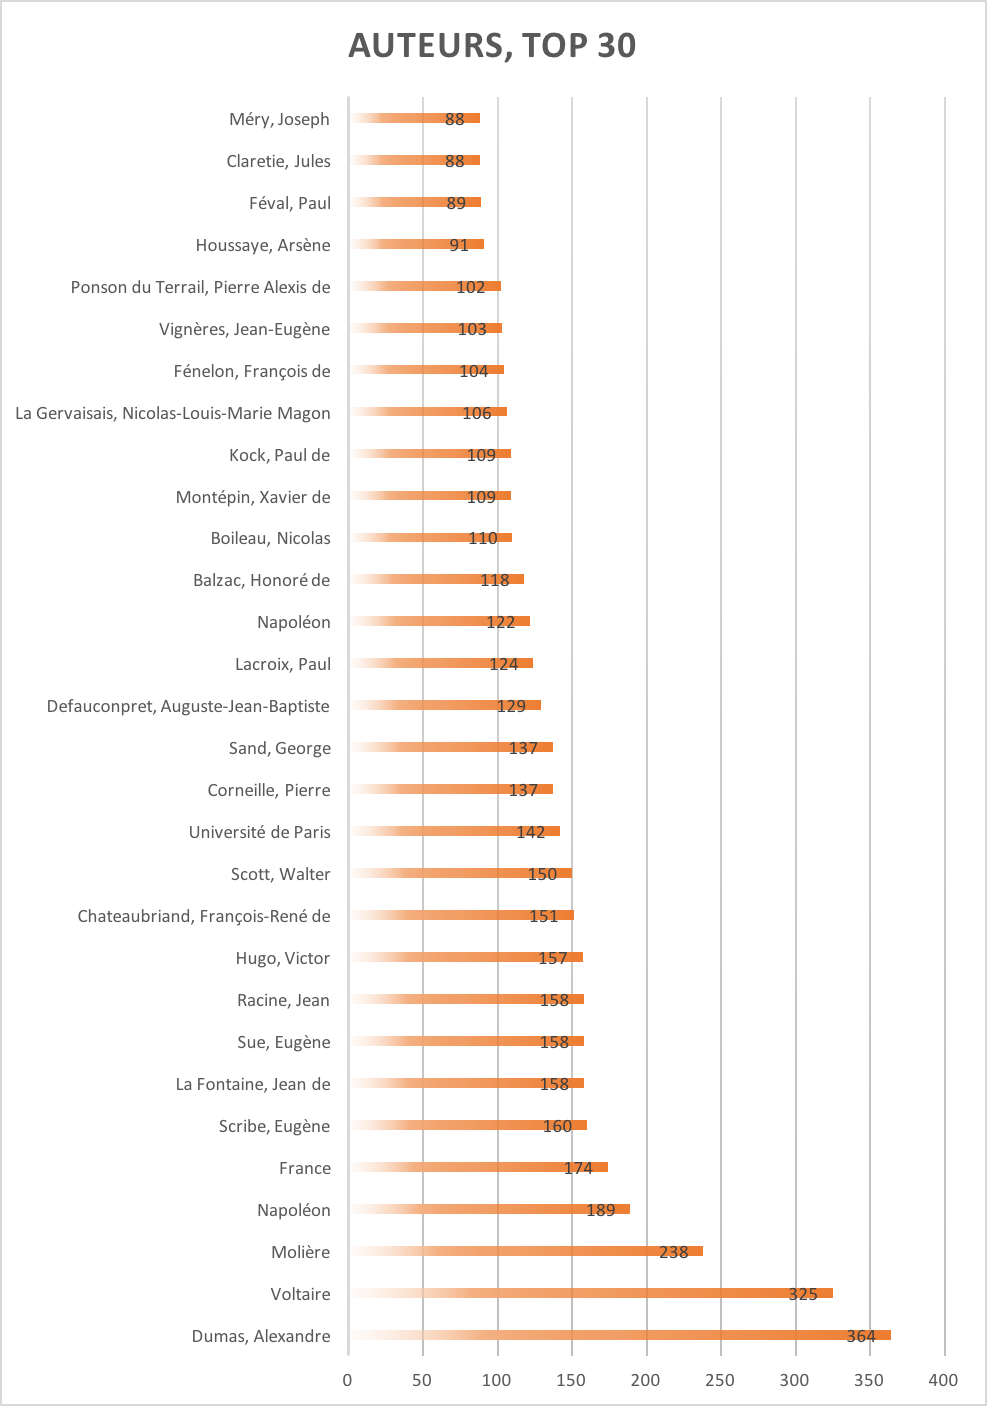 AUTEURS, TOP 30
Méry, Joseph 88
Claretie, Jules 88
Féval, Paul 89
Houssaye, Arsène 91
Ponson du Terrail, Pierre Alexis de 102
Vignères, Jean-Eugène 103
Fénelon, François de 104
La Gervaisais, Nicolas-Louis-Marie Magon 106
Kock, Paul de 109
Montépin, Xavier de 109
Boileau, Nicolas 110
Balzac, Honoré de 118
Napoléon 122
Lacroix, Paul 124
Defauconpret, Auguste-Jean-Baptiste 129
Sand, George 137
Corneille, Pierre 137
Université de Paris 142
Scott, Walter 150
Chateaubriand, François-René de 151
Hugo, Victor 157
Racine, Jean 158
Sue, Eugène 158
La Fontaine, Jean de 158
Scribe, Eugène 160
France 174
Napoléon 189
Molière 238
Voltaire 325
Dumas, Alexandre 364
0 50 100 150 200 250 300 350 400